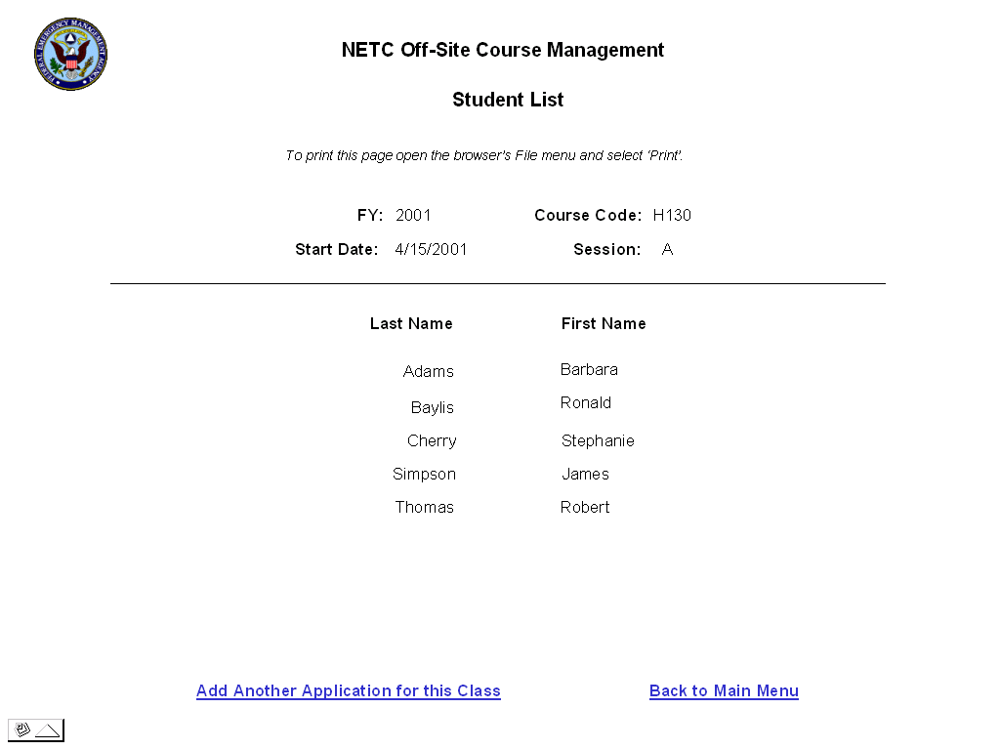 FEDERAL EMERGENCY MANAGEMENT AGENCY
NETC Off-Site Course Management
Student List
To print this page open the browser's File menu and select 'Print'.
FY: 2001 Course Code: H130
Start Date: 4/15/2001 Session: A
Last Name First Name
Adams Barbara
Baylis Ronald
Cherry Stephanie
Simpson James
Thomas Robert
Add Another Application for this Class Back to Main Menu